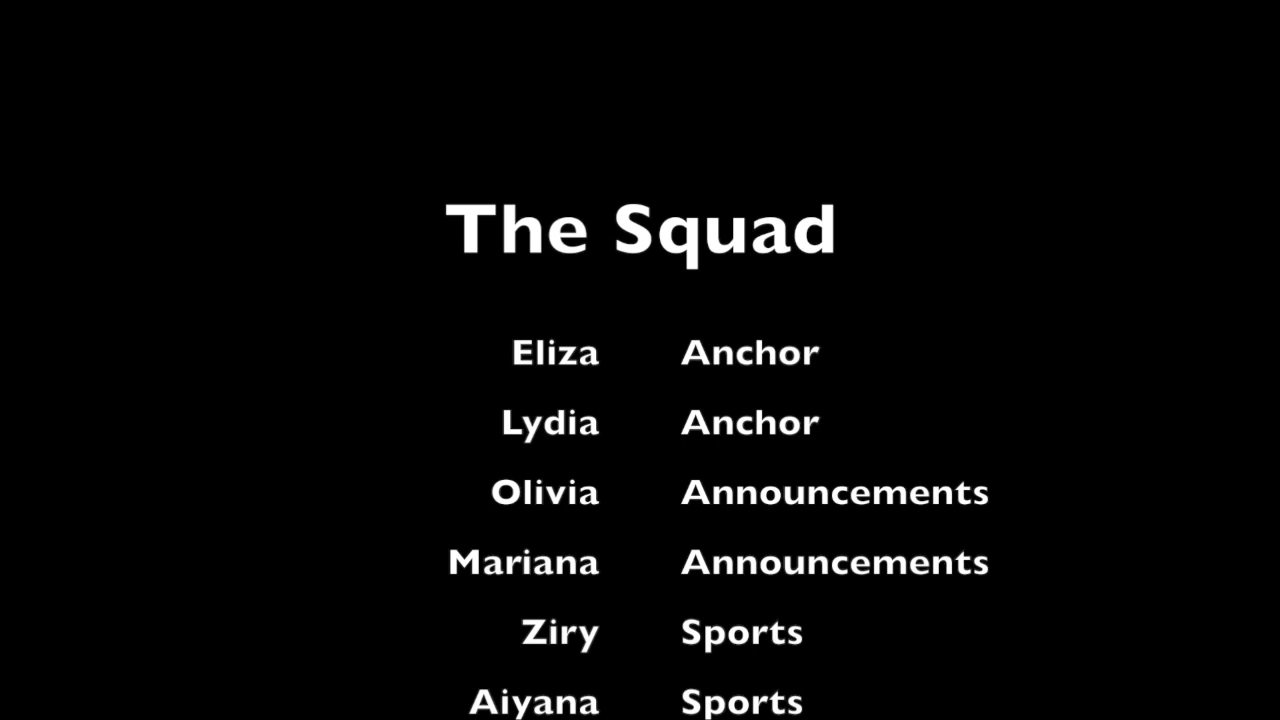 The Squad
Eliza Anchor
Lydia Anchor
Olivia Announcements
Mariana Announcements
Ziry Sports
Aiyana Sports